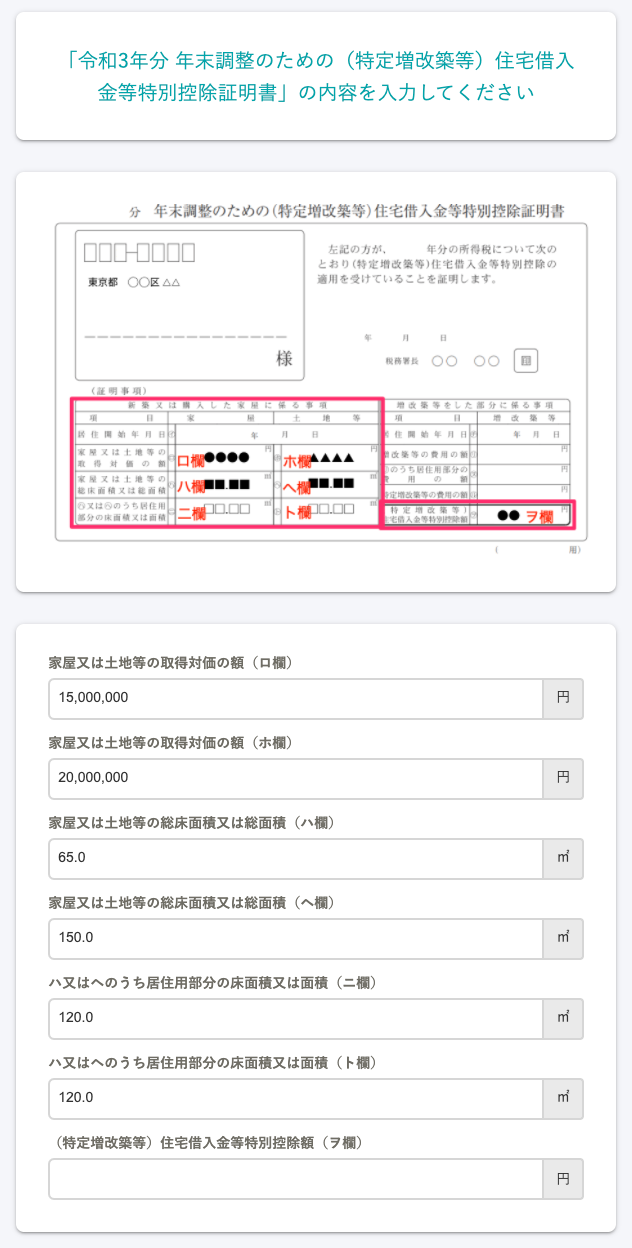 「令和3年分 年末調整のための（特定増改築等）住宅借入
金等特別控除証明書」の内容を入力してください
分 年末調整のための(特定増改築等)住宅借入金等特別控除証明書
□□□-□□□□
東京都 〇〇区 △△
様
左記の方が、 年分の所得税について次の
とおり(特定増改築等)住宅借入金等特別控除の
適用を受けていることを証明します。
年 月 日
税務署長 〇〇 〇〇 印
(証明事項)
新築又は購入した家屋に係る事項
増改築等をした部分に係る事項
項 目 家 屋 土 地 等
項 目 増 改 築 等
居住開始年月日 年 月 日
居住開始年月日 年 月 日
家屋又は土地等の
取得対価の額
ロ欄●●●● 円
ホ欄▲▲▲▲ 円
増改築等の費用の額 円
家屋又は土地等の
総床面積又は総面積
ハ欄■■.■■ ㎡
ヘ欄■■.■■ ㎡
のうち居住用部分の
費用の額 円
特定増改築等の費用の額 円
又は のうち居住用
部分の床面積又は面積
ニ欄□□.□□ ㎡
ト欄□□.□□ ㎡
(特定増改築等)
住宅借入金等特別控除額
●● ヲ欄 円
( 用)
家屋又は土地等の取得対価の額（ロ欄）
15,000,000 円
家屋又は土地等の取得対価の額（ホ欄）
20,000,000 円
家屋又は土地等の総床面積又は総面積（ハ欄）
65.0 ㎡
家屋又は土地等の総床面積又は総面積（ヘ欄）
150.0 ㎡
ハ又はヘのうち居住用部分の床面積又は面積（ニ欄）
120.0 ㎡
ハ又はヘのうち居住用部分の床面積又は面積（ト欄）
120.0 ㎡
（特定増改築等）住宅借入金等特別控除額（ヲ欄）
円